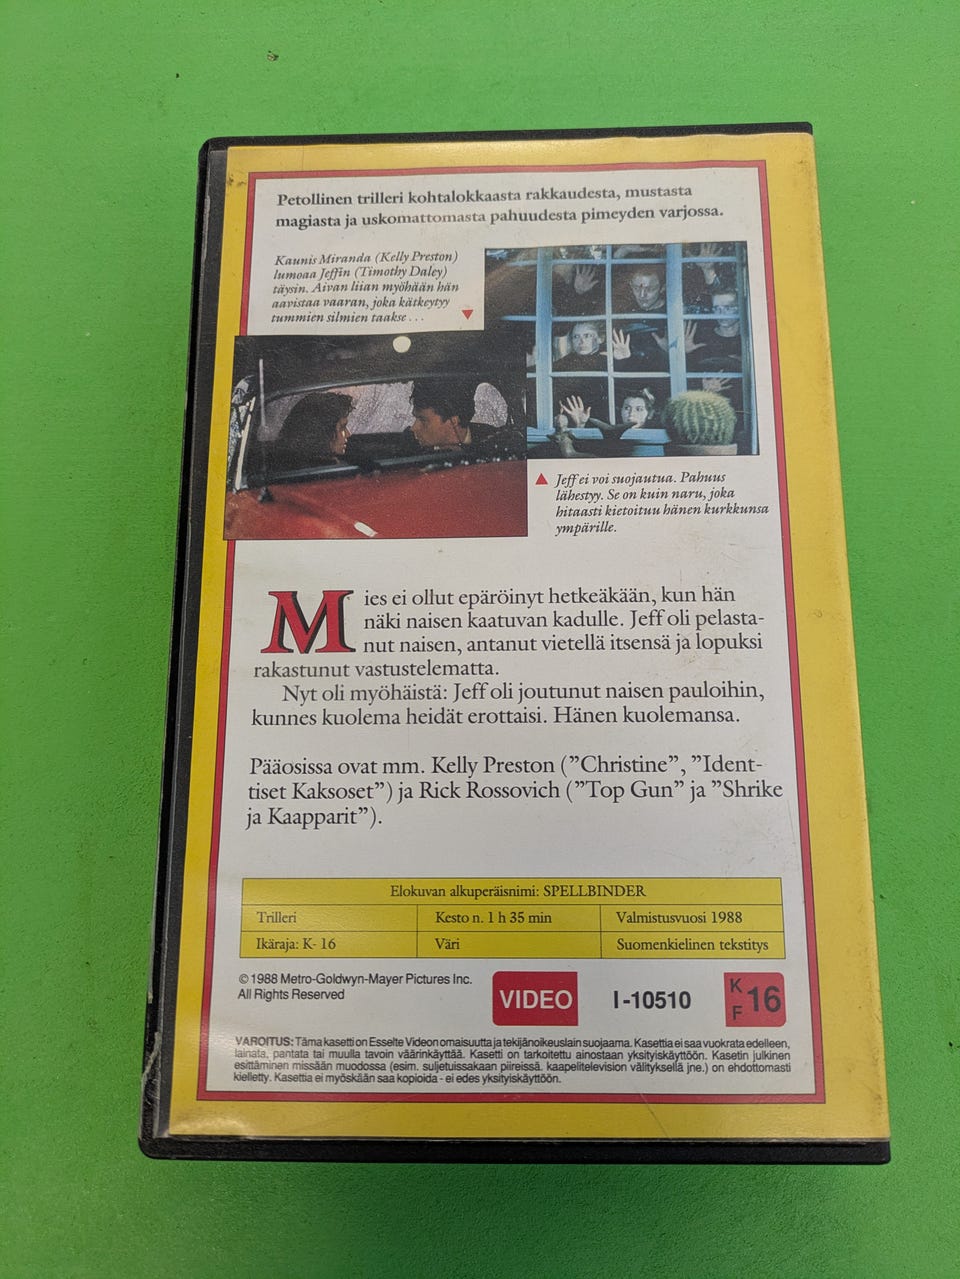 Petollinen trilleri kohtalokkaasta rakkaudesta, mustasta
magiasta ja uskomattomasta pahuudesta pimeyden varjossa.
Kaunis Miranda (Kelly Preston)
lumoaa Jeffin (Timothy Daley)
täysin. Aivan liian myöhään hän
aavistaa vaaran, joka kätkeytyy
tummien silmien taakse . . .
Jeff ei voi suojautua. Pahuus
lähestyy. Se on kuin naru, joka
hitaasti kietoituu hänen kurkkunsa
ympärille.
Mies ei ollut epäröinyt hetkeäkään, kun hän
näki naisen kaatuvan kadulle. Jeff oli pelasta-
nut naisen, antanut vietellä itsensä ja lopuksi
rakastunut vastustelematta.
Nyt oli myöhäistä: Jeff oli joutunut naisen pauloihin,
kunnes kuolema heidät erottaisi. Hänen kuolemansa.
Pääosissa ovat mm. Kelly Preston (”Christine”, ”Ident-
tiset Kaksoset”) ja Rick Rossovich (”Top Gun” ja ”Shrike
ja Kaapparit”).
Elokuvan alkuperäisnimi: SPELLBINDER
Trilleri Kesto n. 1 h 35 min Valmistusvuosi 1988
Ikäraja: K- 16 Väri Suomenkielinen tekstitys
© 1988 Metro-Goldwyn-Mayer Pictures Inc.
All Rights Reserved
VIDEO I-10510 K F 16
VAROITUS: Täma kasetti on Esselte Videon omaisuutta ja tekijänoikeuslain suojaama. Kasettia ei saa vuokrata edelleen,
lainata, pantata tai muulla tavoin väärinkäyttää. Kasetti on tarkoitettu ainostaan yksityiskäyttöön. Kasetin julkinen
esittäminen missään muodossa (esim. suljetuissakaan piireissä. kaapelitelevision välityksellä jne.) on ehdottomasti
kielletty. Kasettia ei myöskään saa kopioida - ei edes yksityiskäyttöön.